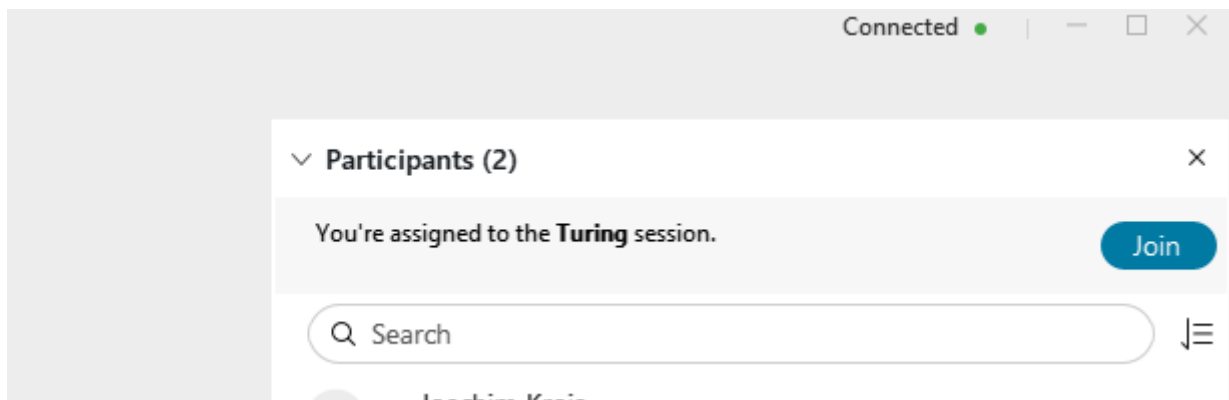 Connected
Participants (2)
You're assigned to the Turing session.
Join
Search